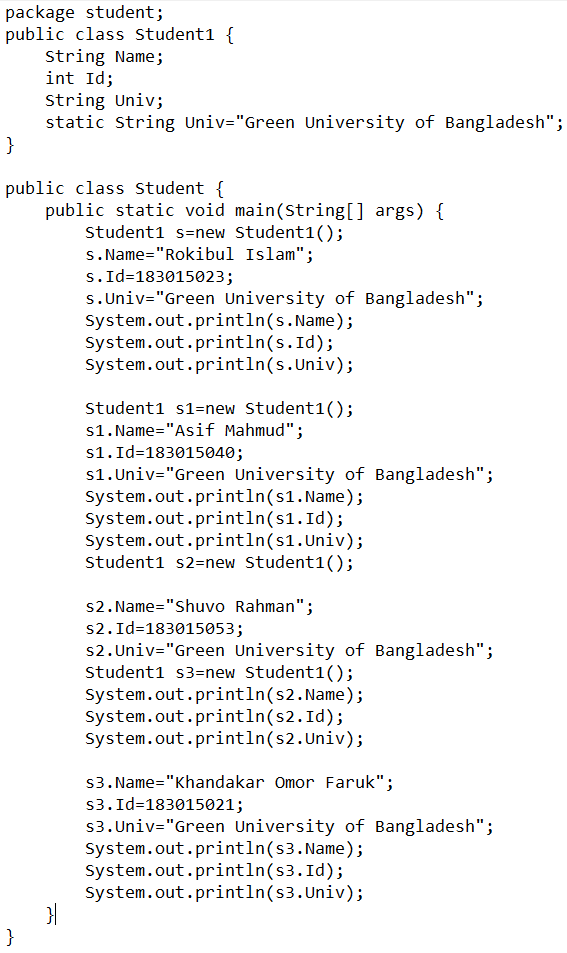 package student;
public class Student1 {
    String Name;
    int Id;
    String Univ;
    static String Univ="Green University of Bangladesh";
}

public class Student {
    public static void main(String[] args) {
        Student1 s=new Student1();
        s.Name="Rokibul Islam";
        s.Id=183015023;
        s.Univ="Green University of Bangladesh";
        System.out.println(s.Name);
        System.out.println(s.Id);
        System.out.println(s.Univ);

        Student1 s1=new Student1();
        s1.Name="Asif Mahmud";
        s1.Id=183015040;
        s1.Univ="Green University of Bangladesh";
        System.out.println(s1.Name);
        System.out.println(s1.Id);
        System.out.println(s1.Univ);
        Student1 s2=new Student1();

        s2.Name="Shuvo Rahman";
        s2.Id=183015053;
        s2.Univ="Green University of Bangladesh";
        Student1 s3=new Student1();
        System.out.println(s2.Name);
        System.out.println(s2.Id);
        System.out.println(s2.Univ);

        s3.Name="Khandakar Omor Faruk";
        s3.Id=183015021;
        s3.Univ="Green University of Bangladesh";
        System.out.println(s3.Name);
        System.out.println(s3.Id);
        System.out.println(s3.Univ);
    }
}